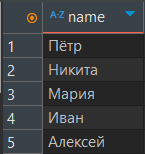 A-Z name
1 Пётр
2 Никита
3 Мария
4 Иван
5 Алексей